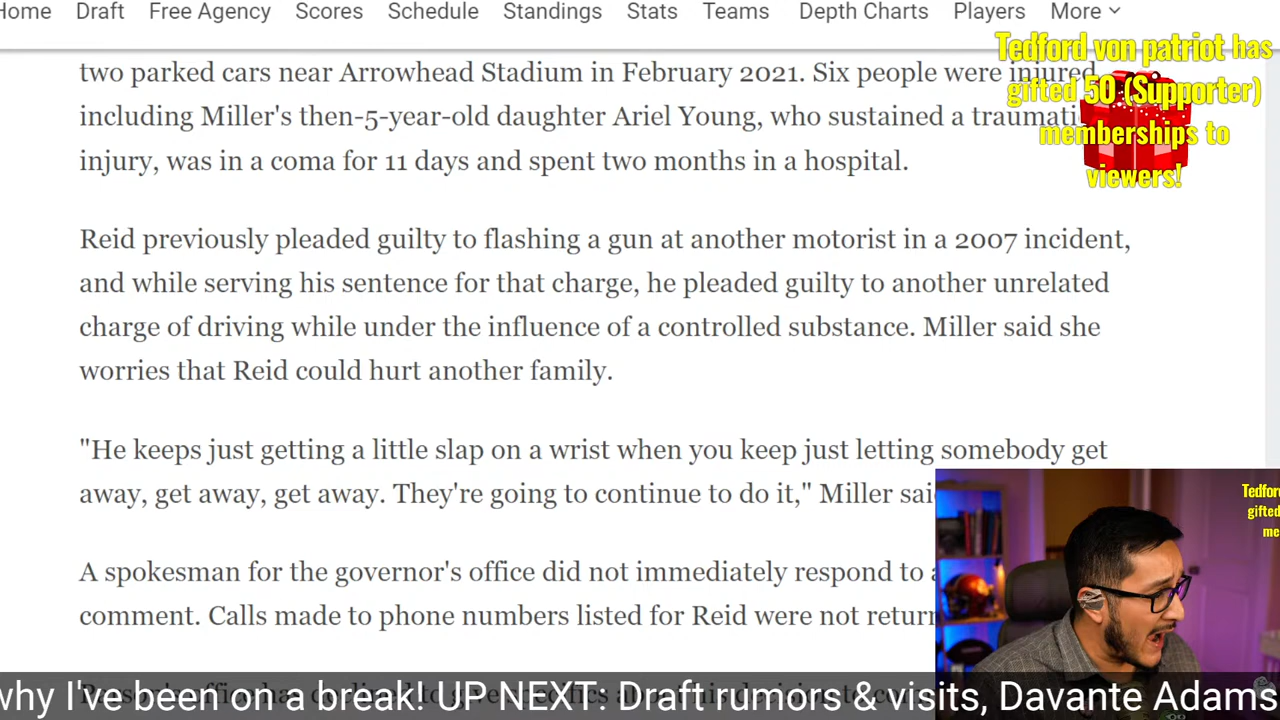 Home Draft Free Agency Scores Schedule Standings Stats Teams Depth Charts Players More
Tedford von patriot has
gifted 50 (Supporter)
memberships to
viewers!
two parked cars near Arrowhead Stadium in February 2021. Six people were injured
including Miller's then-5-year-old daughter Ariel Young, who sustained a traumati
injury, was in a coma for 11 days and spent two months in a hospital.
Reid previously pleaded guilty to flashing a gun at another motorist in a 2007 incident,
and while serving his sentence for that charge, he pleaded guilty to another unrelated
charge of driving while under the influence of a controlled substance. Miller said she
worries that Reid could hurt another family.
"He keeps just getting a little slap on a wrist when you keep just letting somebody get
away, get away, get away. They're going to continue to do it," Miller sai
A spokesman for the governor's office did not immediately respond to a
comment. Calls made to phone numbers listed for Reid were not return
Tedford
gifted
me
why I've been on a break! UP NEXT: Draft rumors & visits, Davante Adams